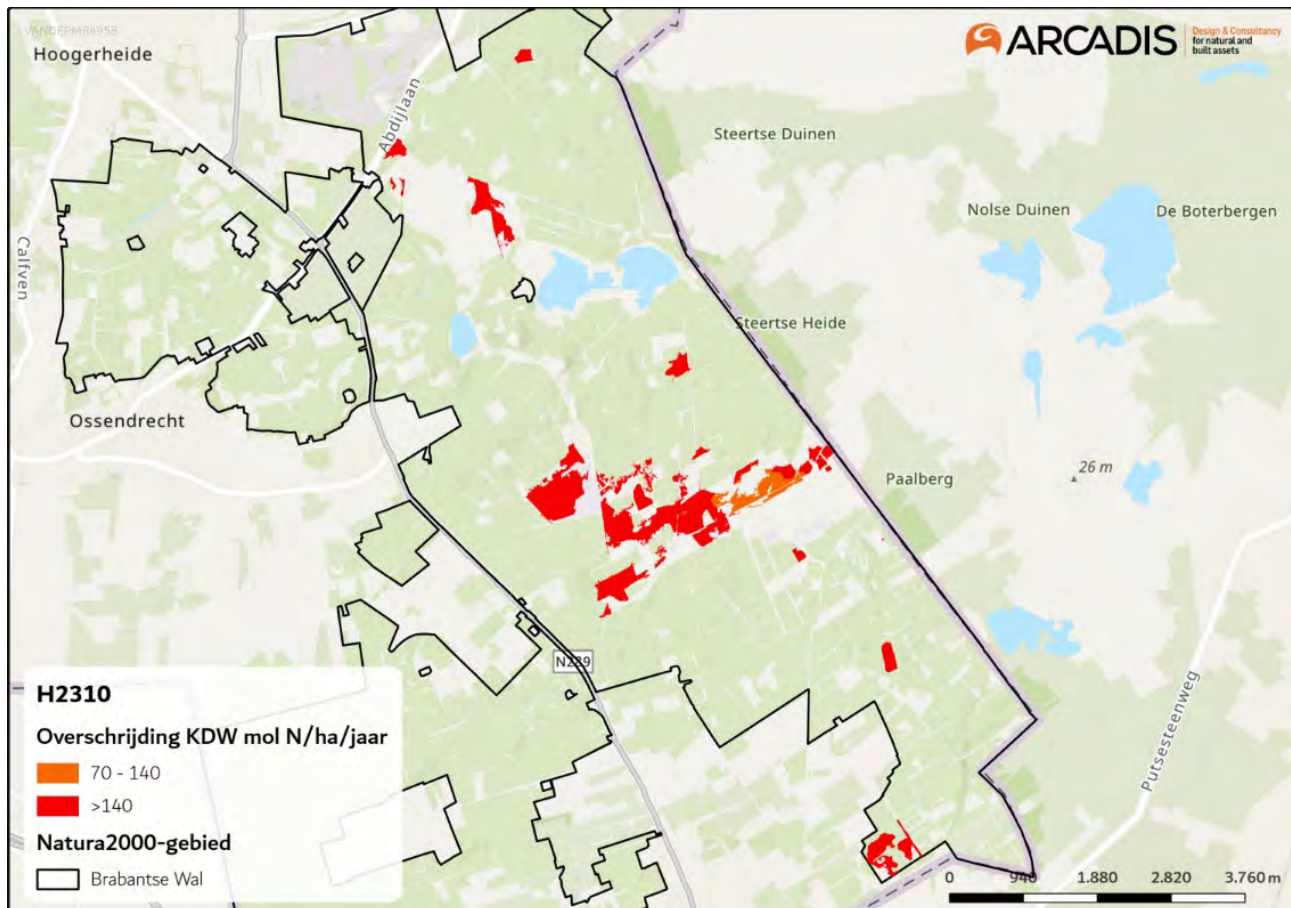 VANDERMR4958
Hoogerheide
ARCADIS
Design & Consultancy
for natural and
built assets
Abdijlaan
Steertse Duinen
Nolse Duinen
De Boterbergen
Calfven
Steertse Heide
Ossendrecht
Paalberg
26 m
N289
Putsesteenweg
H2310
Overschrijding KDW mol N/ha/jaar
70 - 140
>140
Natura2000-gebied
Brabantse Wal
0 940 1.880 2.820 3.760 m